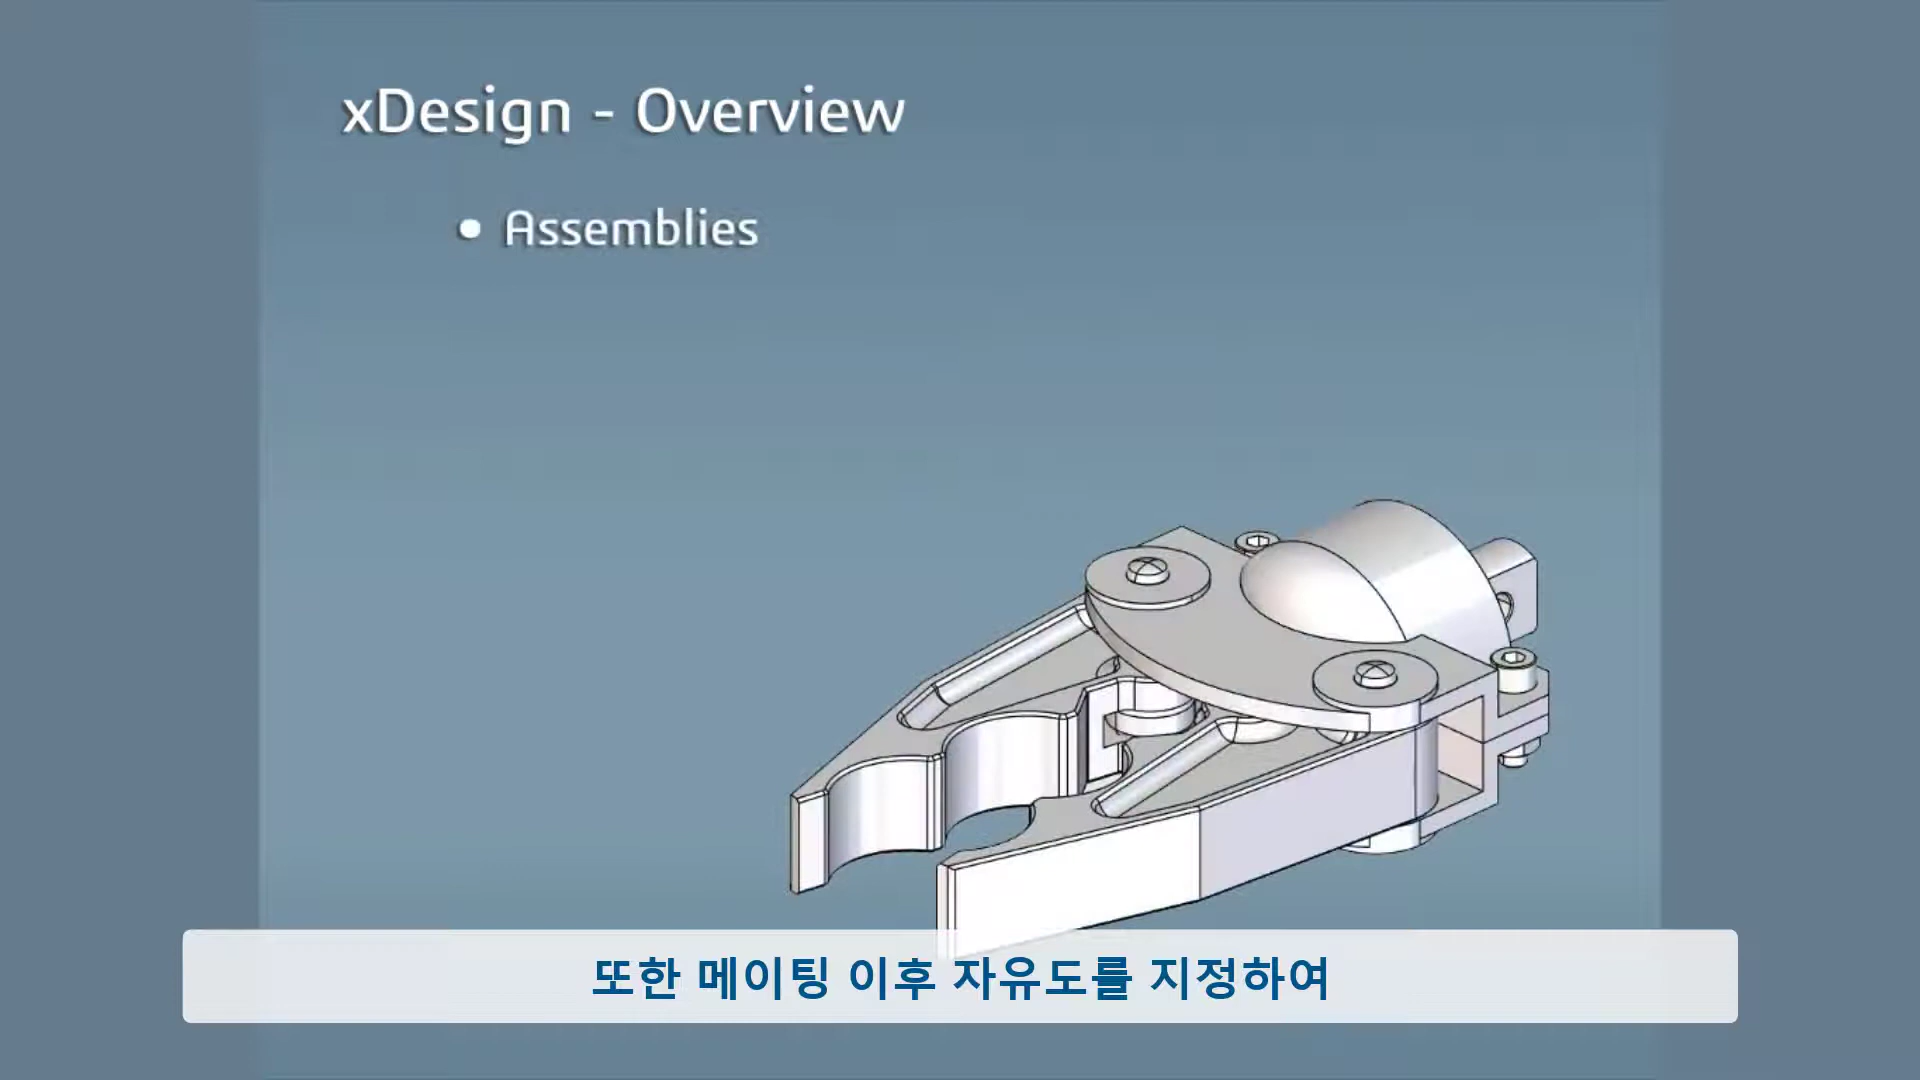 xDesign - Overview
• Assemblies
또한 메이팅 이후 자유도를 지정하여